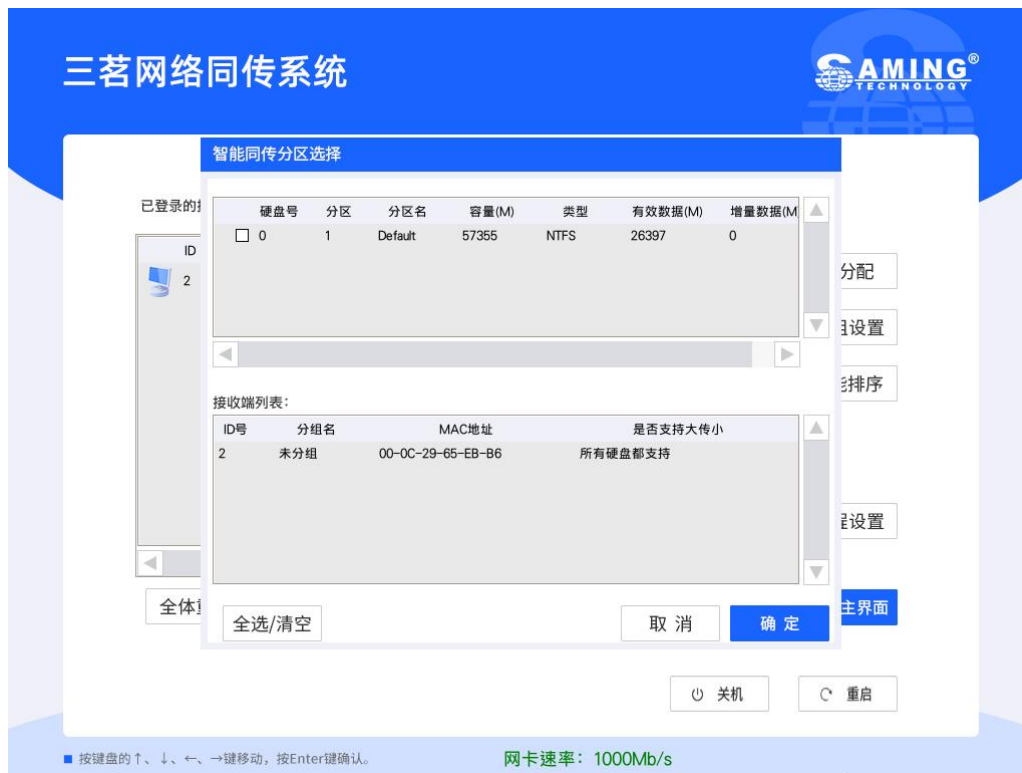 三茗网络同传系统
SAMING®
TECHNOLOGY
智能同传分区选择
已登录的
硬盘号 分区 分区名 容量(M) 类型 有效数据(M) 增量数据(M
0 1 Default 57355 NTFS 26397 0
ID
2
分配
组设置
能排序
接收端列表：
ID号 分组名 MAC地址 是否支持大传小
2 未分组 00-0C-29-65-EB-B6 所有硬盘都支持
程设置
全体重
全选/清空 取 消 确 定
主界面
关机 重启
按键盘的↑、↓、←、→键移动，按Enter键确认。
网卡速率：1000Mb/s